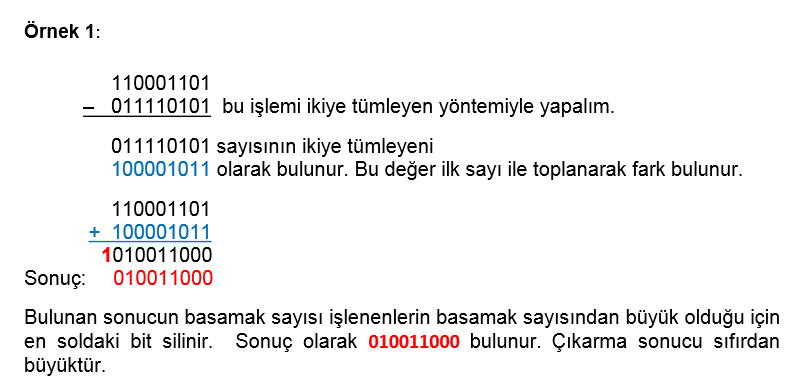 Örnek 1:
110001101
– 011110101 bu işlemi ikiye tümleyen yöntemiyle yapalım.
011110101 sayısının ikiye tümleyeni
100001011 olarak bulunur. Bu değer ilk sayı ile toplanarak fark bulunur.
110001101
+ 100001011
1010011000
Sonuç: 010011000
Bulunan sonucun basamak sayısı işlenenlerin basamak sayısından büyük olduğu için
en soldaki bit silinir. Sonuç olarak 010011000 bulunur. Çıkarma sonucu sıfırdan
büyüktür.